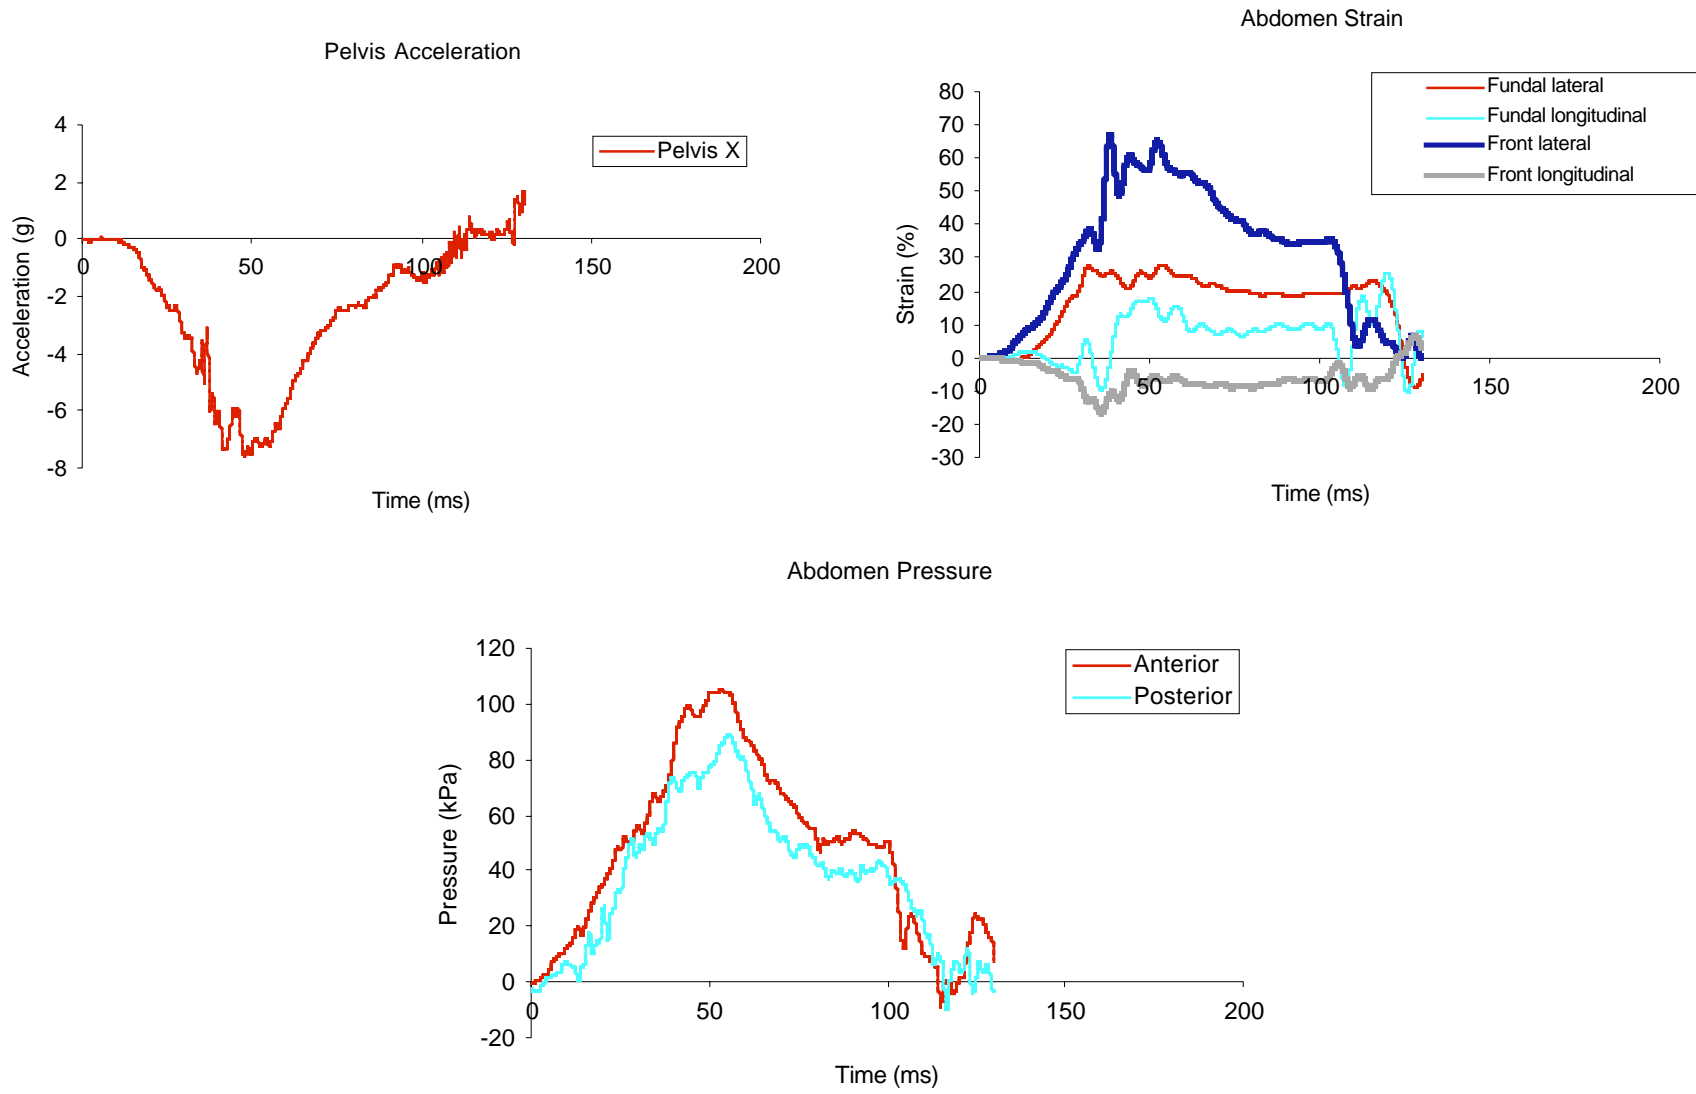 Pelvis Acceleration
4
2
0
-2
-4
-6
-8
0
50
100
150
200
Acceleration (g)
Time (ms)
Pelvis X
Abdomen Strain
80
70
60
50
40
30
20
10
0
-10
-20
-30
0
50
100
150
200
Strain (%)
Time (ms)
Fundal lateral
Fundal longitudinal
Front lateral
Front longitudinal
Abdomen Pressure
120
100
80
60
40
20
0
-20
0
50
100
150
200
Pressure (kPa)
Time (ms)
Anterior
Posterior